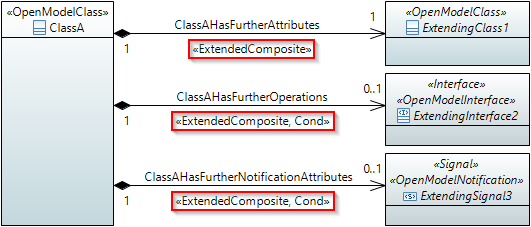 «OpenModelClass»
ClassA
ClassAHasFurtherAttributes
1
1
«ExtendedComposite»
«OpenModelClass»
ExtendingClass1
ClassAHasFurtherOperations
0..1
1
«ExtendedComposite, Cond»
«Interface»
«OpenModelInterface»
ExtendingInterface2
ClassAHasFurtherNotificationAttributes
0..1
1
«ExtendedComposite, Cond»
«Signal»
«OpenModelNotification»
ExtendingSignal3